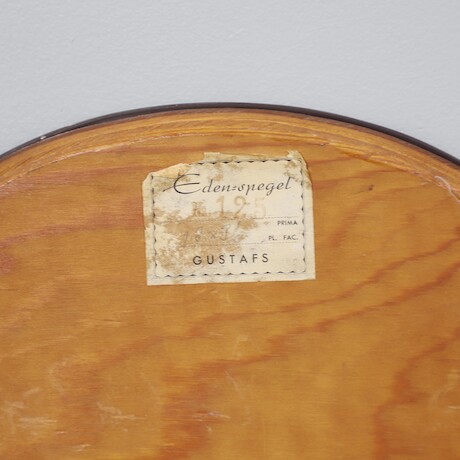 Eden=spegel
125
PRIMA
PL. FAC.
GUSTAFS